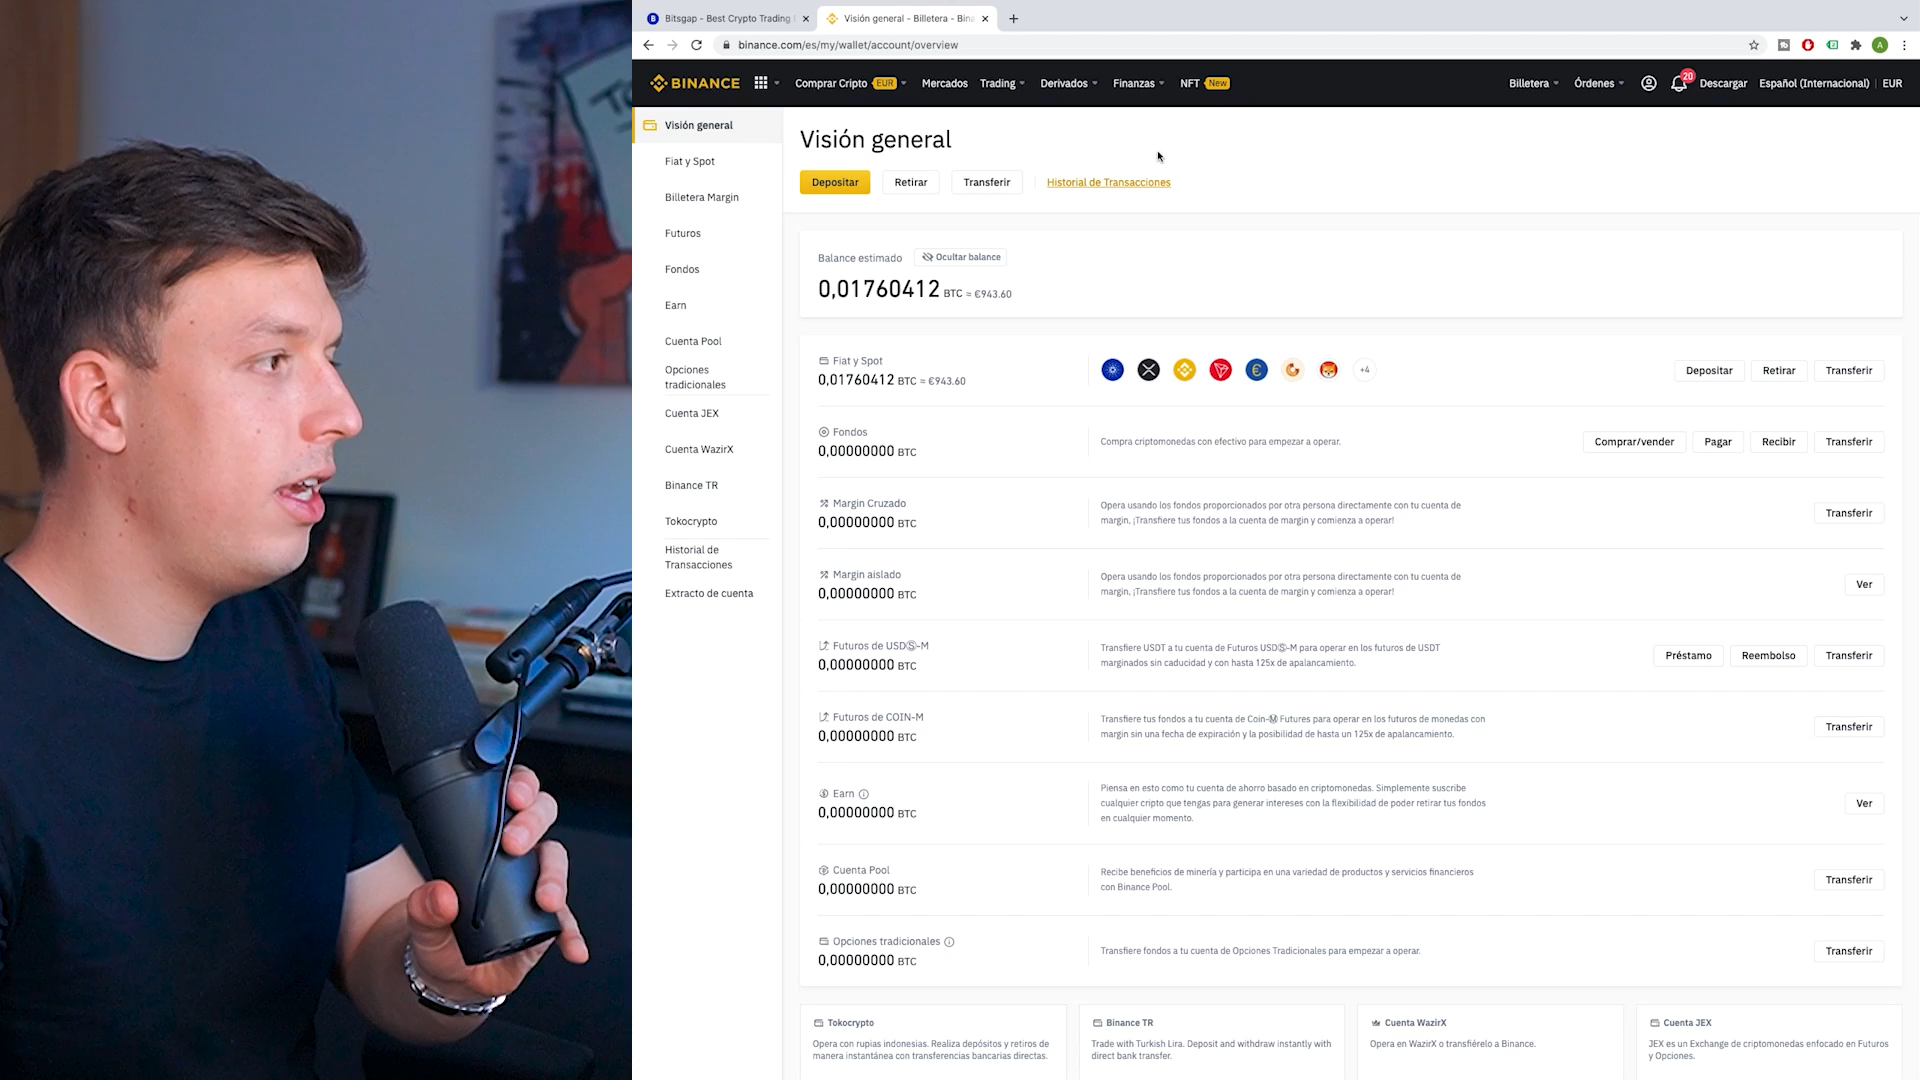 Bitsgap - Best Crypto Trading
Visión general - Billetera - Bina
binance.com/es/my/wallet/account/overview
A
BINANCE
Comprar Cripto EUR
Mercados
Trading
Derivados
Finanzas
NFT New
Billetera
Órdenes
20
Descargar
Español (Internacional)
EUR
Visión general
Fiat y Spot
Billetera Margin
Futuros
Fondos
Earn
Cuenta Pool
Opciones
tradicionales
Cuenta JEX
Cuenta WazirX
Binance TR
Tokocrypto
Historial de
Transacciones
Extracto de cuenta
Visión general
Depositar
Retirar
Transferir
Historial de Transacciones
Balance estimado
Ocultar balance
0,01760412 BTC ≈ €943.60
Fiat y Spot
0,01760412 BTC ≈ €943.60
+4
Depositar
Retirar
Transferir
Fondos
0,00000000 BTC
Compra criptomonedas con efectivo para empezar a operar.
Comprar/vender
Pagar
Recibir
Transferir
Margin Cruzado
0,00000000 BTC
Opera usando los fondos proporcionados por otra persona directamente con tu cuenta de
margin, ¡Transfiere tus fondos a la cuenta de margin y comienza a operar!
Transferir
Margin aislado
0,00000000 BTC
Opera usando los fondos proporcionados por otra persona directamente con tu cuenta de
margin, ¡Transfiere tus fondos a la cuenta de margin y comienza a operar!
Ver
Futuros de USDⓈ-M
0,00000000 BTC
Transfiere USDT a tu cuenta de Futuros USDⓈ-M para operar en los futuros de USDT
marginados sin caducidad y con hasta 125x de apalancamiento.
Préstamo
Reembolso
Transferir
Futuros de COIN-M
0,00000000 BTC
Transfiere tus fondos a tu cuenta de Coin-Ⓜ Futures para operar en los futuros de monedas con
margin sin una fecha de expiración y la posibilidad de hasta un 125x de apalancamiento.
Transferir
Earn
0,00000000 BTC
Piensa en esto como tu cuenta de ahorro basado en criptomonedas. Simplemente suscribe
cualquier cripto que tengas para generar intereses con la flexibilidad de poder retirar tus fondos
en cualquier momento.
Ver
Cuenta Pool
0,00000000 BTC
Recibe beneficios de minería y participa en una variedad de productos y servicios financieros
con Binance Pool.
Transferir
Opciones tradicionales
0,00000000 BTC
Transfiere fondos a tu cuenta de Opciones Tradicionales para empezar a operar.
Transferir
Tokocrypto
Opera con rupias indonesias. Realiza depósitos y retiros de
manera instantánea con transferencias bancarias directas.
Binance TR
Trade with Turkish Lira. Deposit and withdraw instantly with
direct bank transfer.
Cuenta WazirX
Opera en WazirX o transfiérelo a Binance.
Cuenta JEX
JEX es un Exchange de criptomonedas enfocado en Futuros
y Opciones.